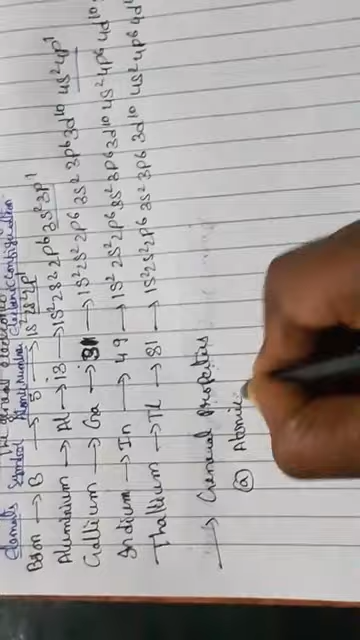 The general electronic
Elements Symbol Atomic number Electronic Configuration
Boron → B → 5 → 1s² 2s² 2p¹
Aluminium → Al → 13 → 1s² 2s² 2p⁶ 3s² 3p¹
Gallium → Ga → 31 → 1s² 2s² 2p⁶ 3s² 3p⁶ 3d¹⁰ 4s² 4p¹
Indium → In → 49 → 1s² 2s² 2p⁶ 3s² 3p⁶ 3d¹⁰ 4s² 4p⁶ 4d¹⁰
Thallium → Tl → 81 → 1s² 2s² 2p⁶ 3s² 3p⁶ 3d¹⁰ 4s² 4p⁶ 4d¹
→ General Properties
(a) Atomic